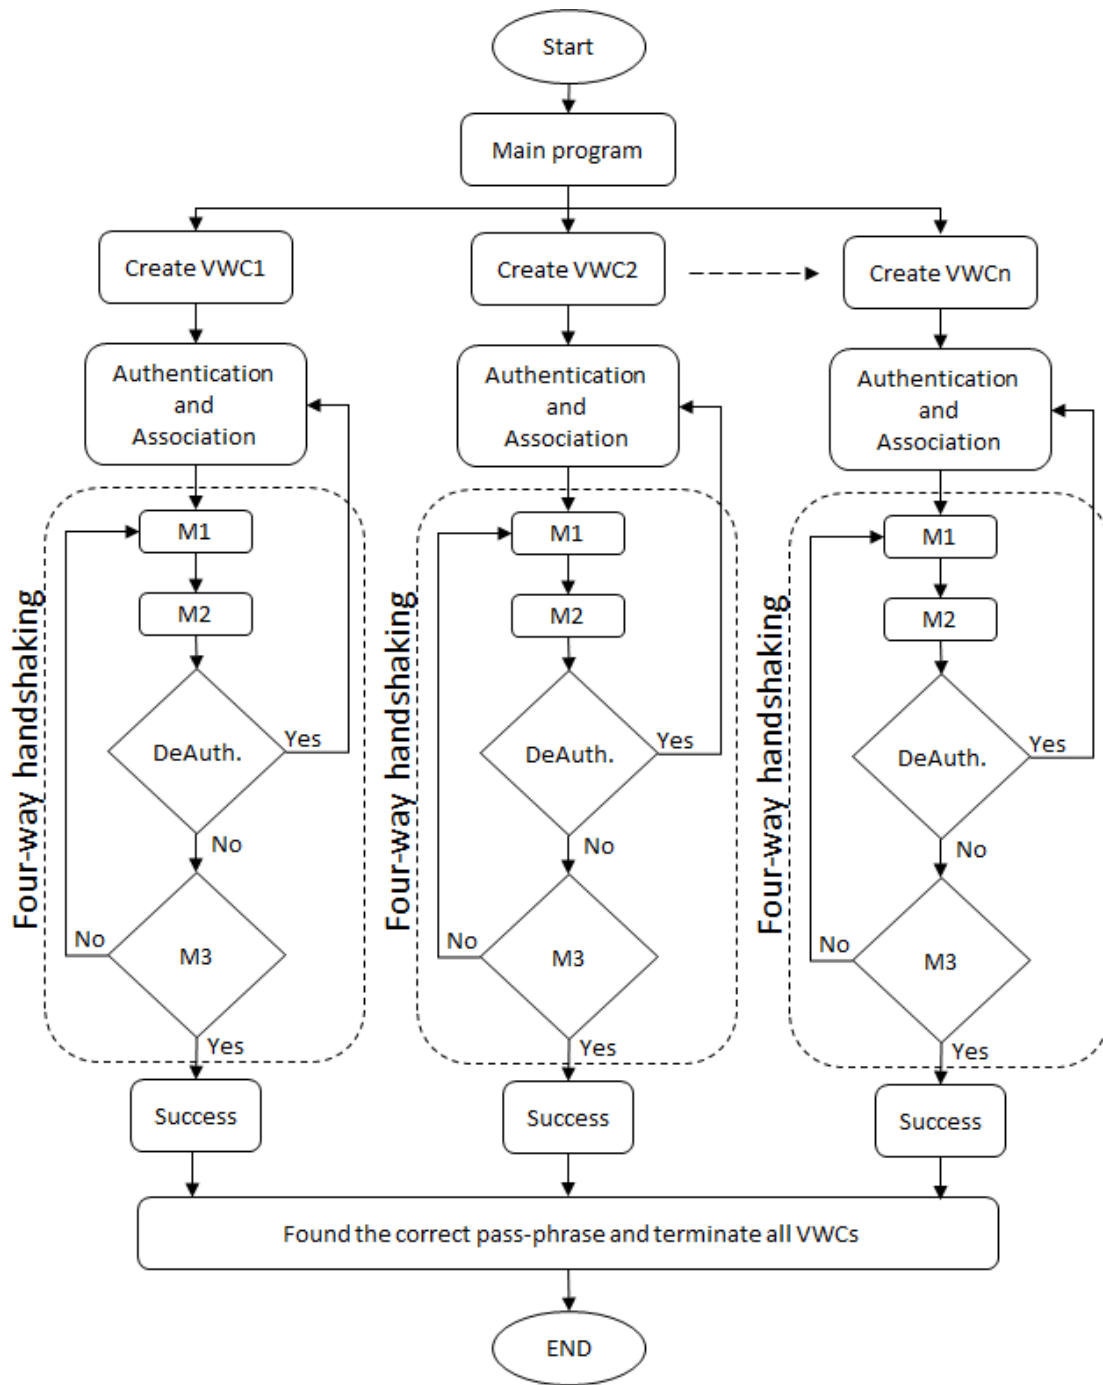 Start
Main program
Create VWC1
Create VWC2
Create VWCn
Authentication
and
Association
Authentication
and
Association
Authentication
and
Association
Four-way handshaking
M1
M2
DeAuth.
Yes
No
M3
No
Yes
Four-way handshaking
M1
M2
DeAuth.
Yes
No
M3
No
Yes
Four-way handshaking
M1
M2
DeAuth.
Yes
No
M3
No
Yes
Success
Success
Success
Found the correct pass-phrase and terminate all VWCs
END